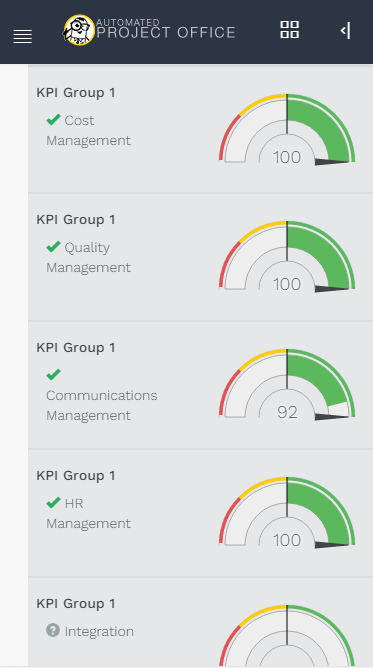 AUTOMATED
PROJECT OFFICE
KPI Group 1
Cost
Management
100
KPI Group 1
Quality
Management
100
KPI Group 1
Communications
Management
92
KPI Group 1
HR
Management
100
KPI Group 1
Integration